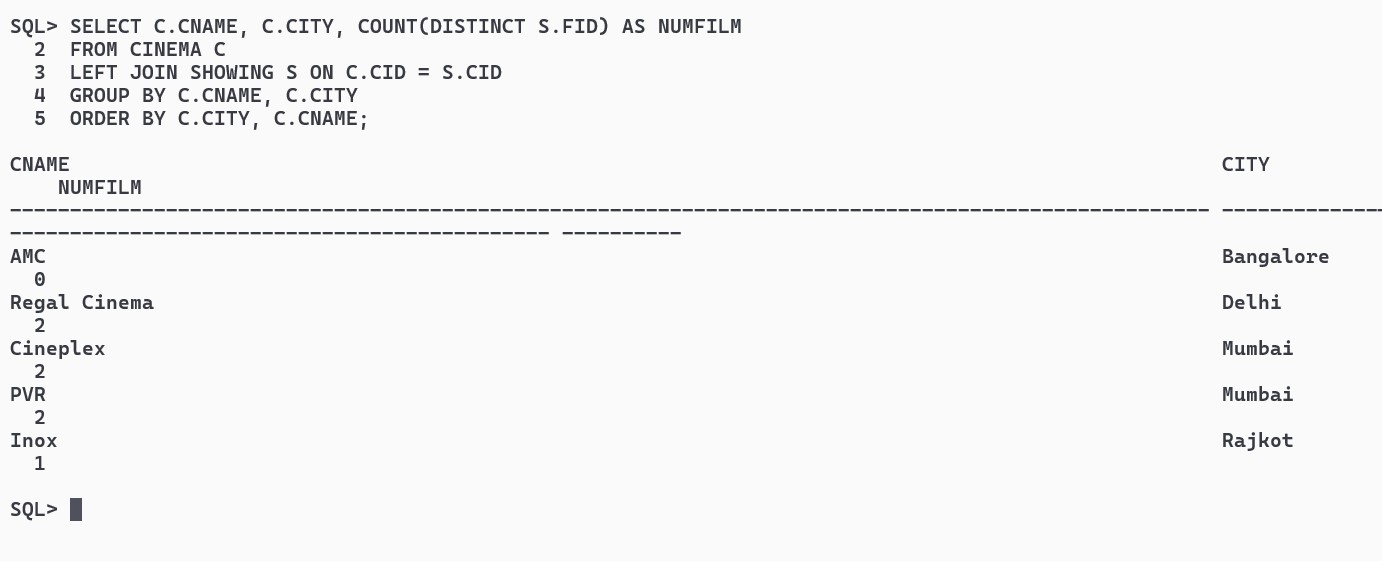 SQL> SELECT C.CNAME, C.CITY, COUNT(DISTINCT S.FID) AS NUMFILM
  2  FROM CINEMA C
  3  LEFT JOIN SHOWING S ON C.CID = S.CID
  4  GROUP BY C.CNAME, C.CITY
  5  ORDER BY C.CITY, C.CNAME;

CNAME                                                                                                CITY
    NUMFILM
---------------------------------------------------------------------------------------------------- --------------
--------------------------------------------- ----------
AMC                                                                                                  Bangalore
  0
Regal Cinema                                                                                         Delhi
  2
Cineplex                                                                                             Mumbai
  2
PVR                                                                                                  Mumbai
  2
Inox                                                                                                 Rajkot
  1

SQL>